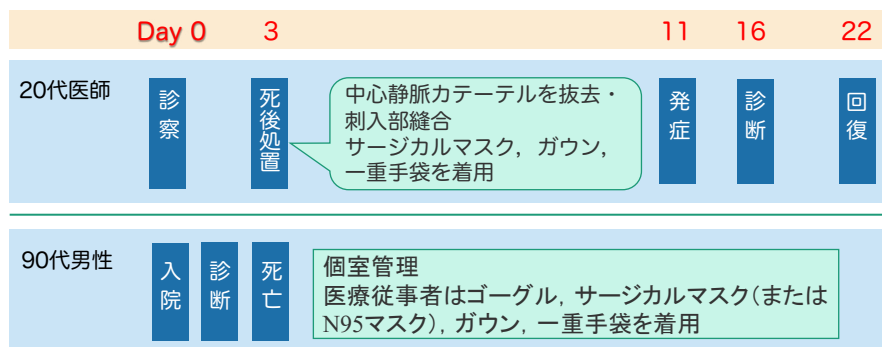 Day 0 3 11 16 22
20代医師
診察
死後処置
中心静脈カテーテルを抜去・
刺入部縫合
サージカルマスク，ガウン，
一重手袋を着用
発症
診断
回復
90代男性
入院
診断
死亡
個室管理
医療従事者はゴーグル，サージカルマスク（または
N95マスク），ガウン，一重手袋を着用